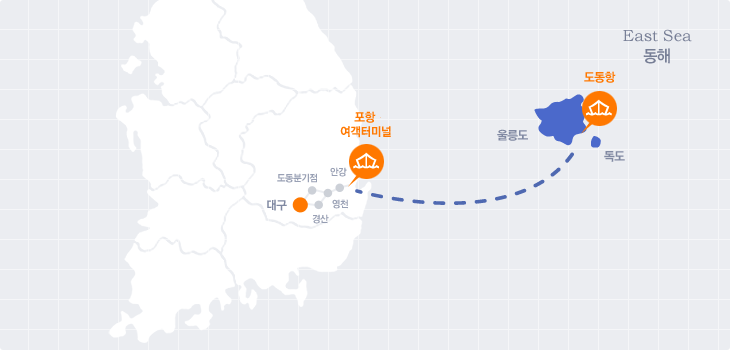 East Sea
동해
도동항
울릉도
독도
포항
여객터미널
안강
도동분기점
대구
영천
경산